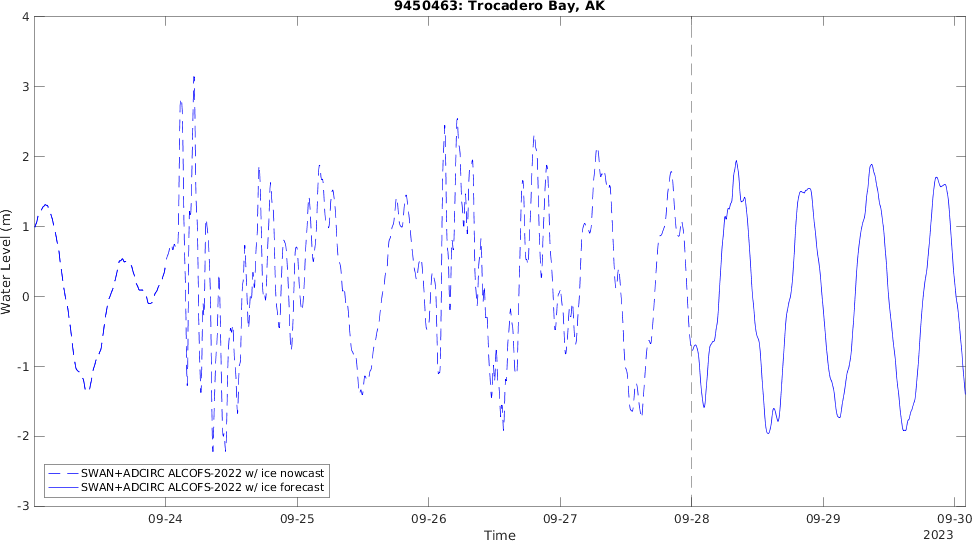 9450463: Trocadero Bay, AK
Water Level (m)
4
3
2
1
0
-1
-2
-3
SWAN+ADCIRC ALCOFS-2022 w/ ice nowcast
SWAN+ADCIRC ALCOFS-2022 w/ ice forecast
09-24 09-25 09-26 09-27 09-28 09-29 09-30
Time
2023